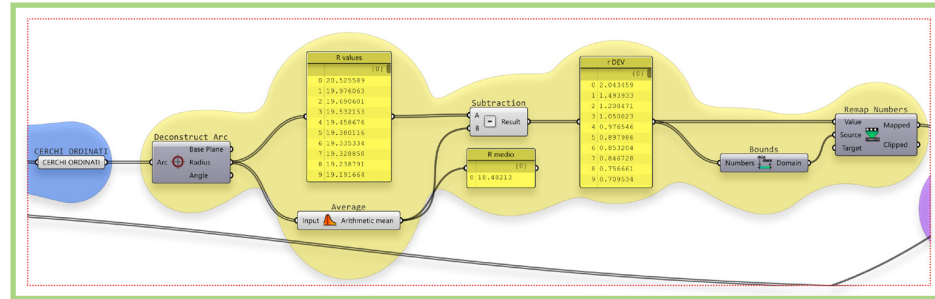 CERCHI ORDINATI
CERCHI ORDINATI
Deconstruct Arc
Arc
Base Plane
Radius
Angle
R values
{0}
0 20.525589
1 19.976063
2 19.690601
3 19.532153
4 19.458676
5 19.380116
6 19.335334
7 19.328858
8 19.238791
9 19.191664
Average
Input Arithmetic mean
Subtraction
A
B
Result
R medio
{0}
0 18.48213
r DEV
{0}
0 2.043459
1 1.493933
2 1.208471
3 1.050023
4 0.976546
5 0.897986
6 0.853204
7 0.846728
8 0.756661
9 0.709534
Bounds
Numbers Domain
Remap Numbers
Value
Source
Target
Mapped
Clipped